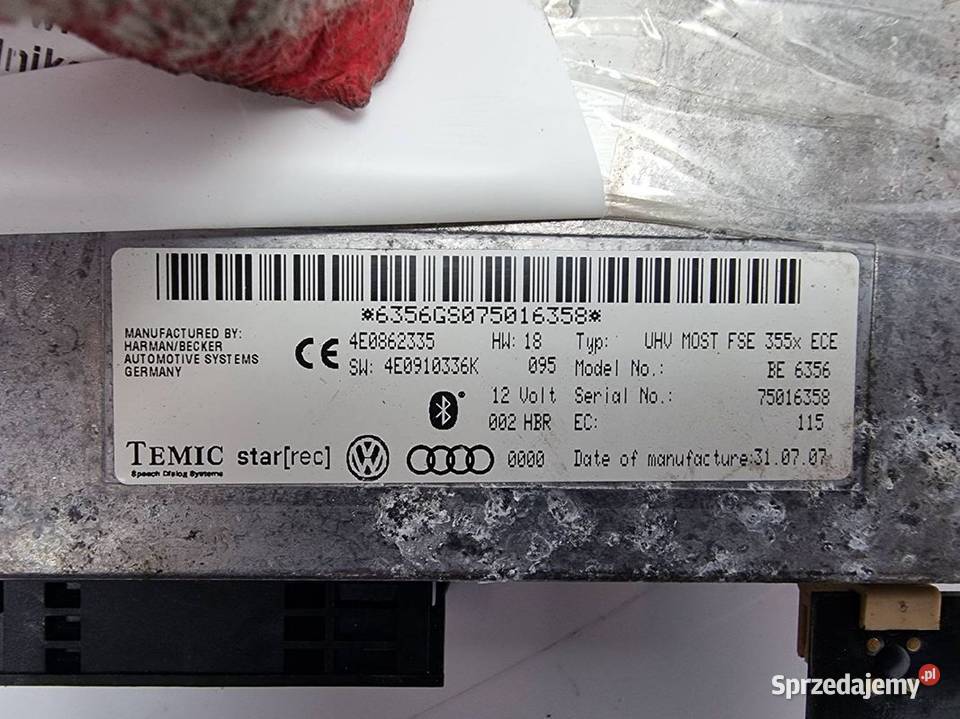 *6356GS075016358*
MANUFACTURED BY:
HARMAN/BECKER
AUTOMOTIVE SYSTEMS
GERMANY
CE
4E0862335 HW: 18
SW: 4E0910336K 095
12 Volt
002 HBR
Typ: UHV MOST FSE 355x ECE
Model No.: BE 6356
Serial No.: 75016358
EC: 115
TEMIC star[rec] 0000 Date of manufacture:31.07.07
Speech Dialog Systems
3
Sprzedajemy.pl